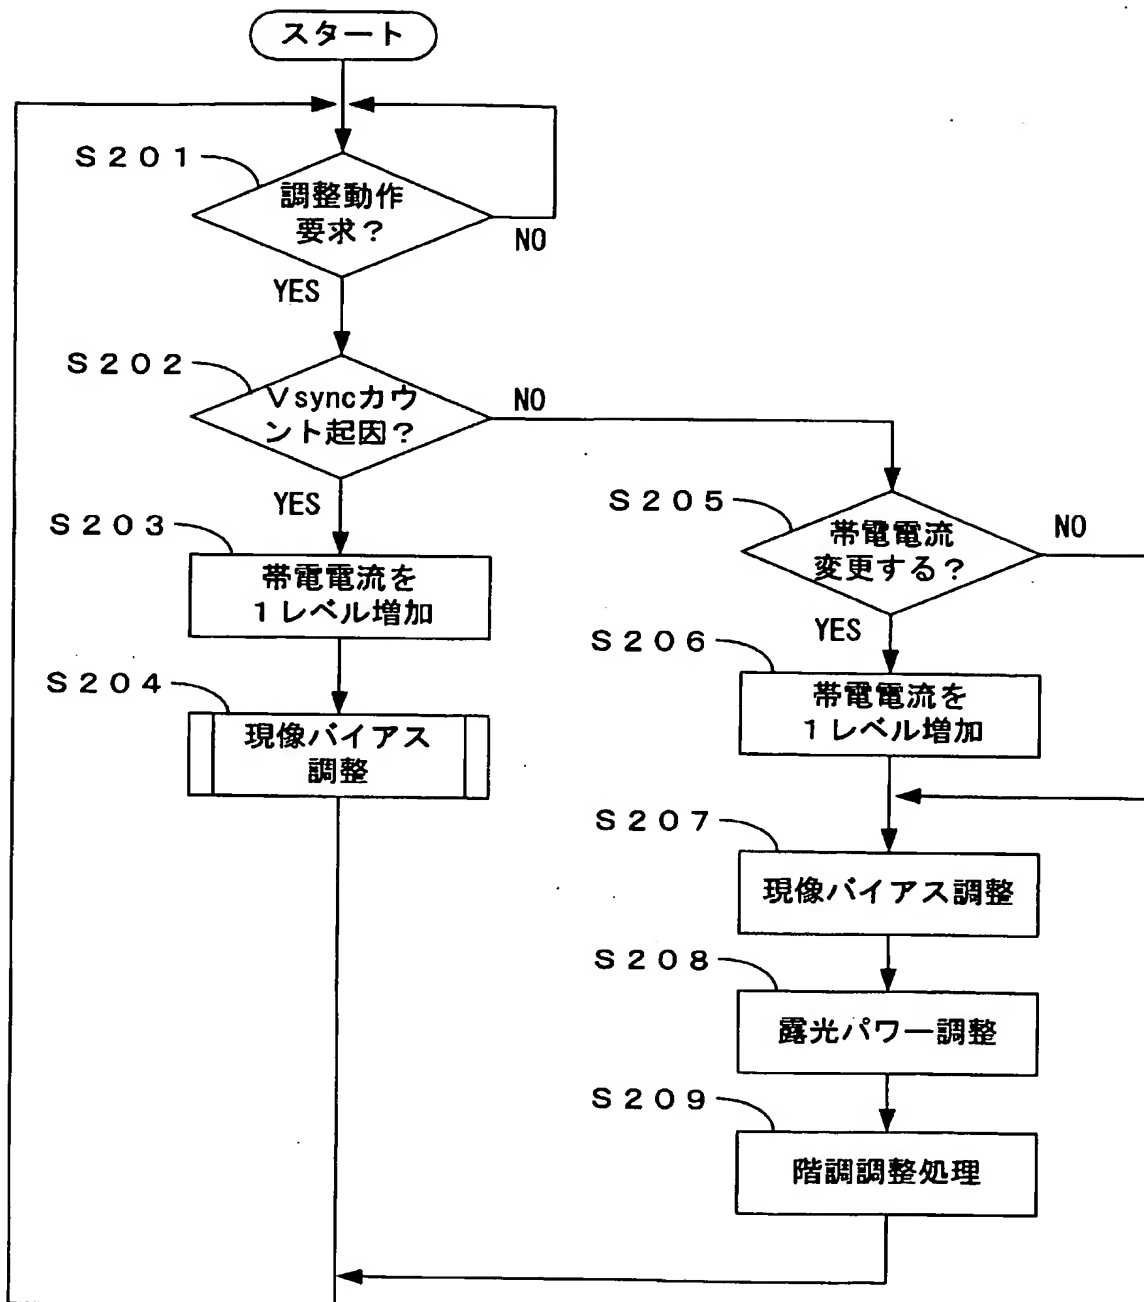 スタート
S201
調整動作
要求?
NO
YES
S202
Vsyncカウ
ント起因?
NO
YES
S203
帯電電流を
1レベル増加
S204
現像バイアス
調整
S205
帯電電流
変更する?
NO
YES
S206
帯電電流を
1レベル増加
S207
現像バイアス調整
S208
露光パワー調整
S209
階調調整処理